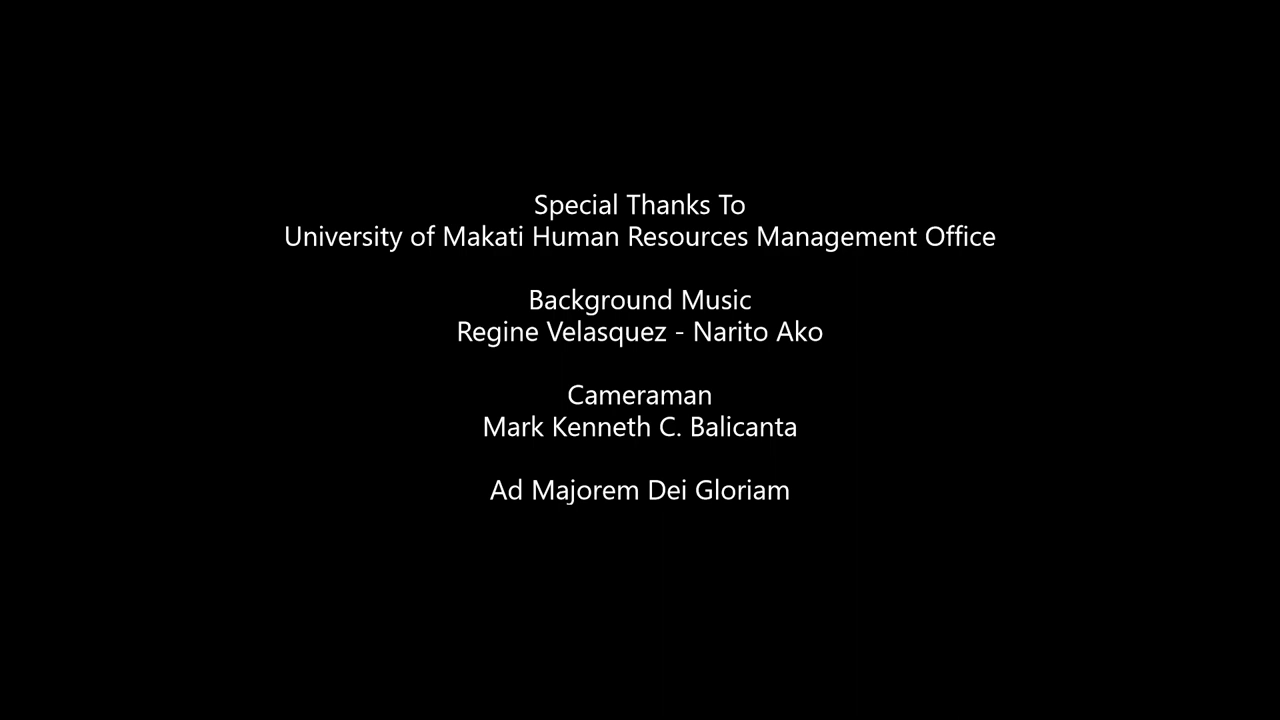 Special Thanks To
University of Makati Human Resources Management Office
Background Music
Regine Velasquez - Narito Ako
Cameraman
Mark Kenneth C. Balicanta
Ad Majorem Dei Gloriam